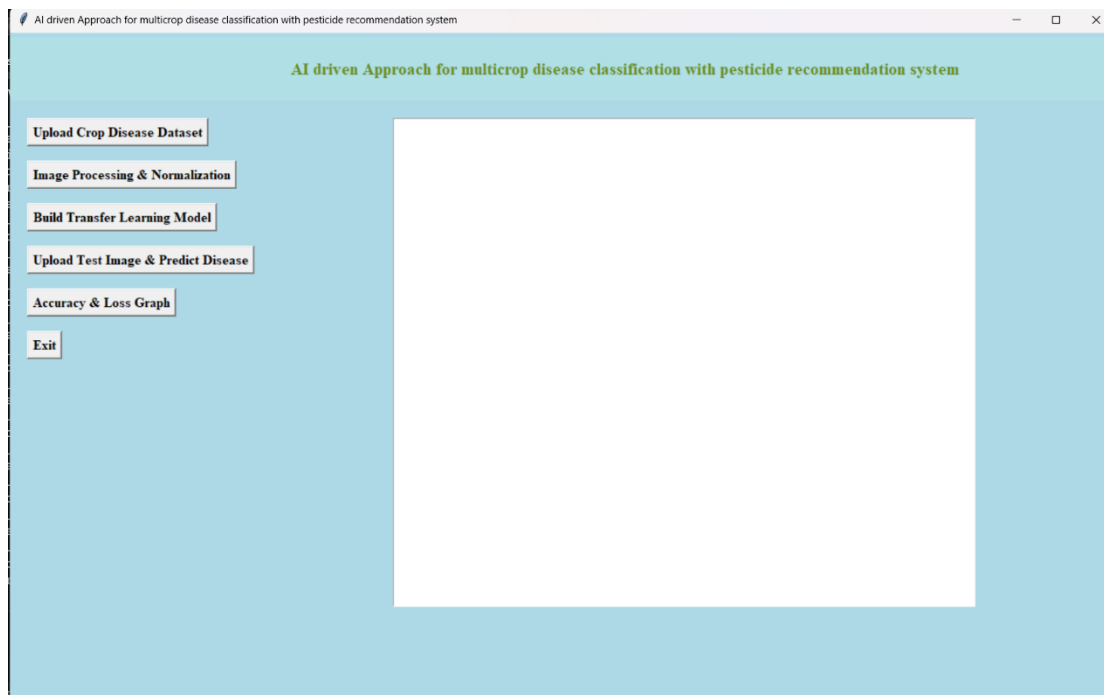 AI driven Approach for multicrop disease classification with pesticide recommendation system
AI driven Approach for multicrop disease classification with pesticide recommendation system
Upload Crop Disease Dataset
Image Processing & Normalization
Build Transfer Learning Model
Upload Test Image & Predict Disease
Accuracy & Loss Graph
Exit